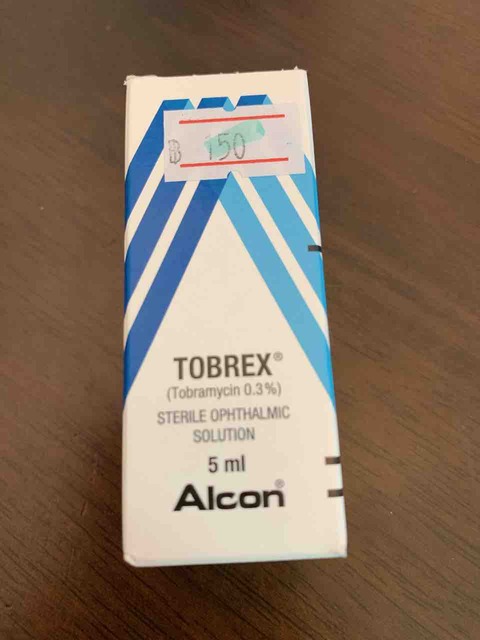 ฿ 150
TOBREX®
(Tobramycin 0.3%)
STERILE OPHTHALMIC
SOLUTION
5 ml
Alcon®